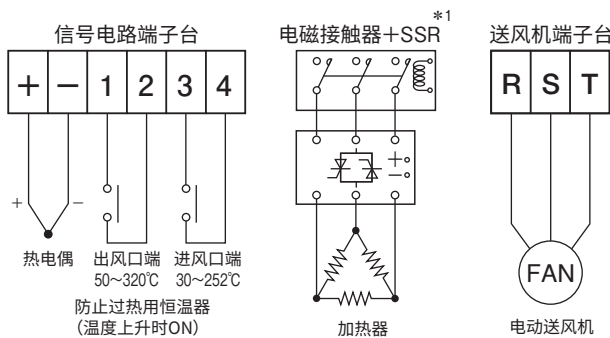 信号电路端子台
+ − 1 2 3 4
+ −
热电偶
出风口端
50～320℃
进风口端
30～252℃
防止过热用恒温器
（温度上升时ON）
电磁接触器＋SSR*1
+
−
加热器
送风机端子台
R S T
FAN
电动送风机